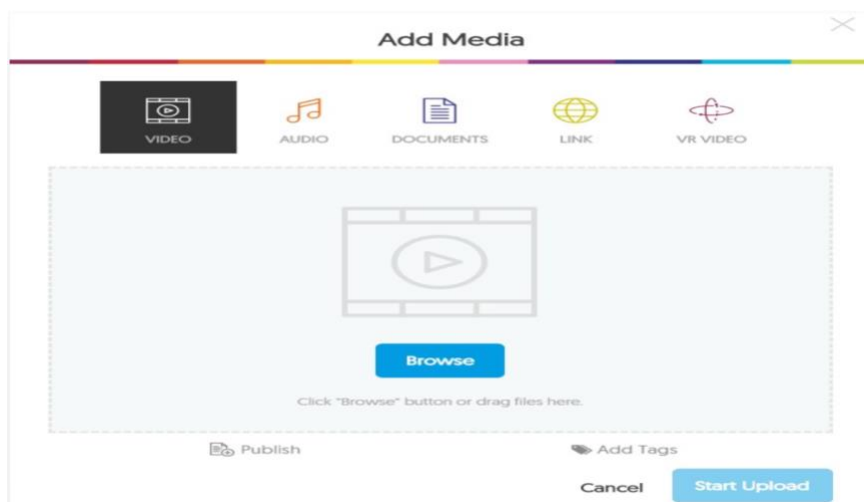 Add Media
VIDEO AUDIO DOCUMENTS LINK VR VIDEO
Browse
Click "Browse" button or drag files here.
Publish Add Tags
Cancel Start Upload